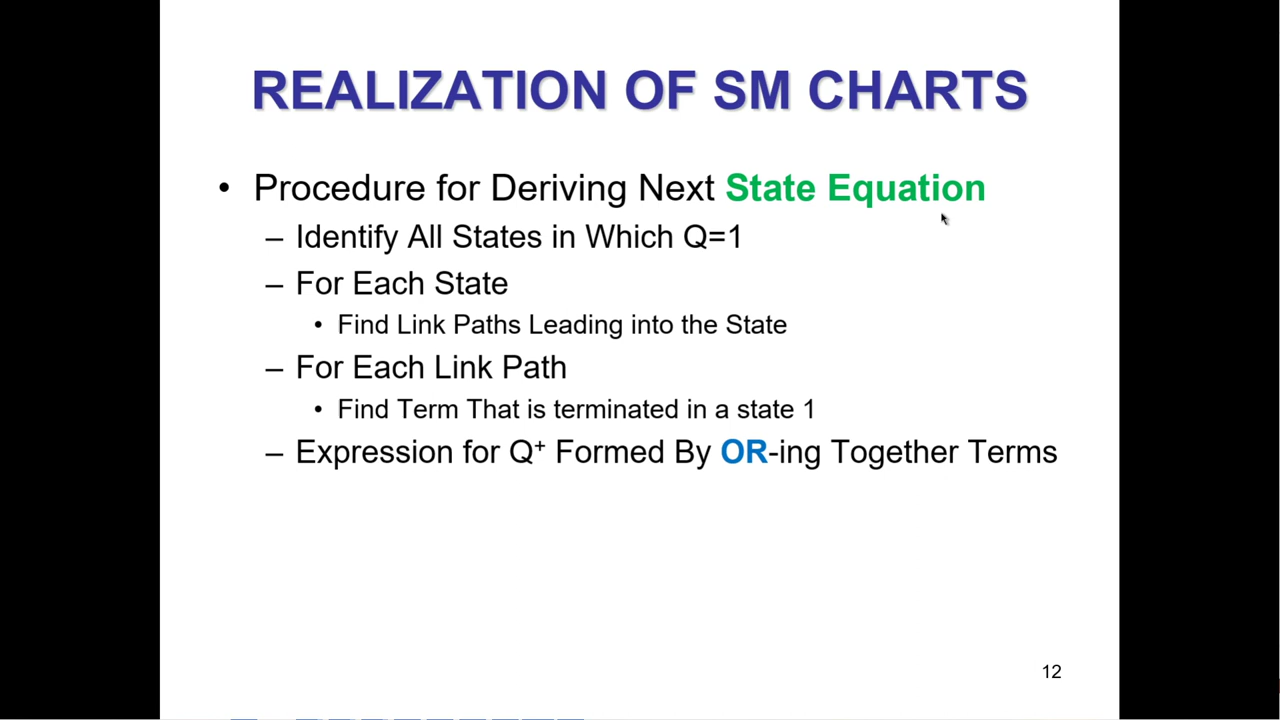 REALIZATION OF SM CHARTS
• Procedure for Deriving Next State Equation
– Identify All States in Which Q=1
– For Each State
• Find Link Paths Leading into the State
– For Each Link Path
• Find Term That is terminated in a state 1
– Expression for Q⁺ Formed By OR-ing Together Terms
12